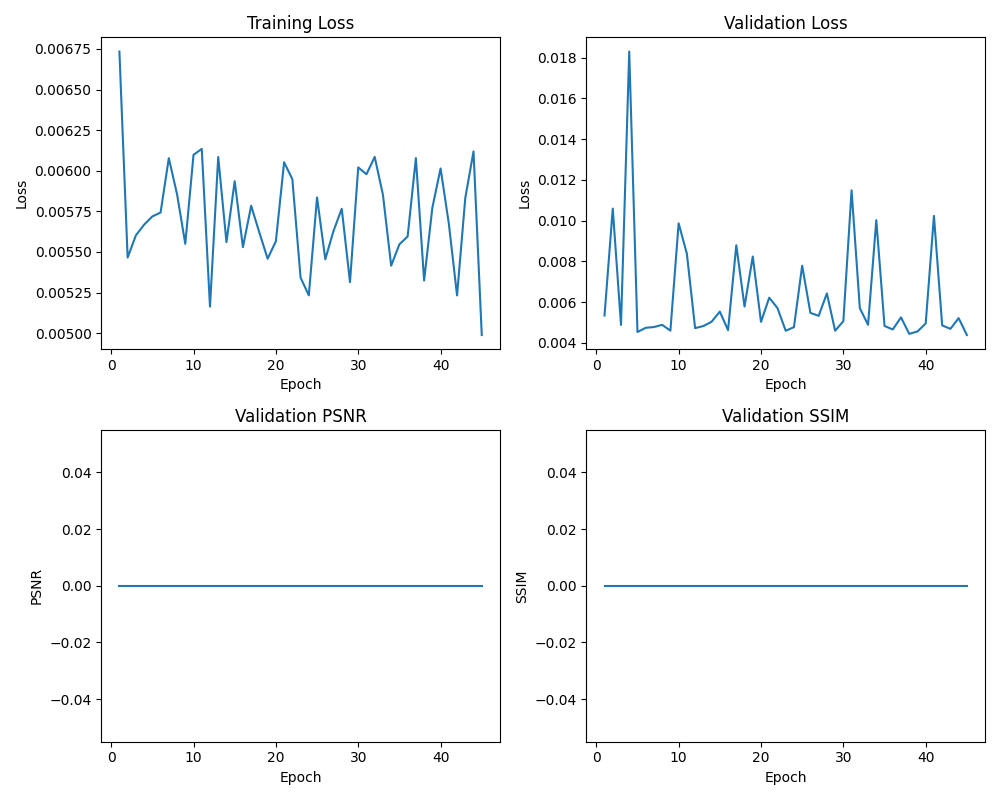 Training Loss
Validation Loss
0.00675
0.00650
0.00625
0.00600
0.00575
0.00550
0.00525
0.00500
Loss
0 10 20 30 40
Epoch
0.018
0.016
0.014
0.012
0.010
0.008
0.006
0.004
Loss
0 10 20 30 40
Epoch
Validation PSNR
Validation SSIM
0.04
0.02
0.00
−0.02
−0.04
PSNR
0 10 20 30 40
Epoch
0.04
0.02
0.00
−0.02
−0.04
SSIM
0 10 20 30 40
Epoch